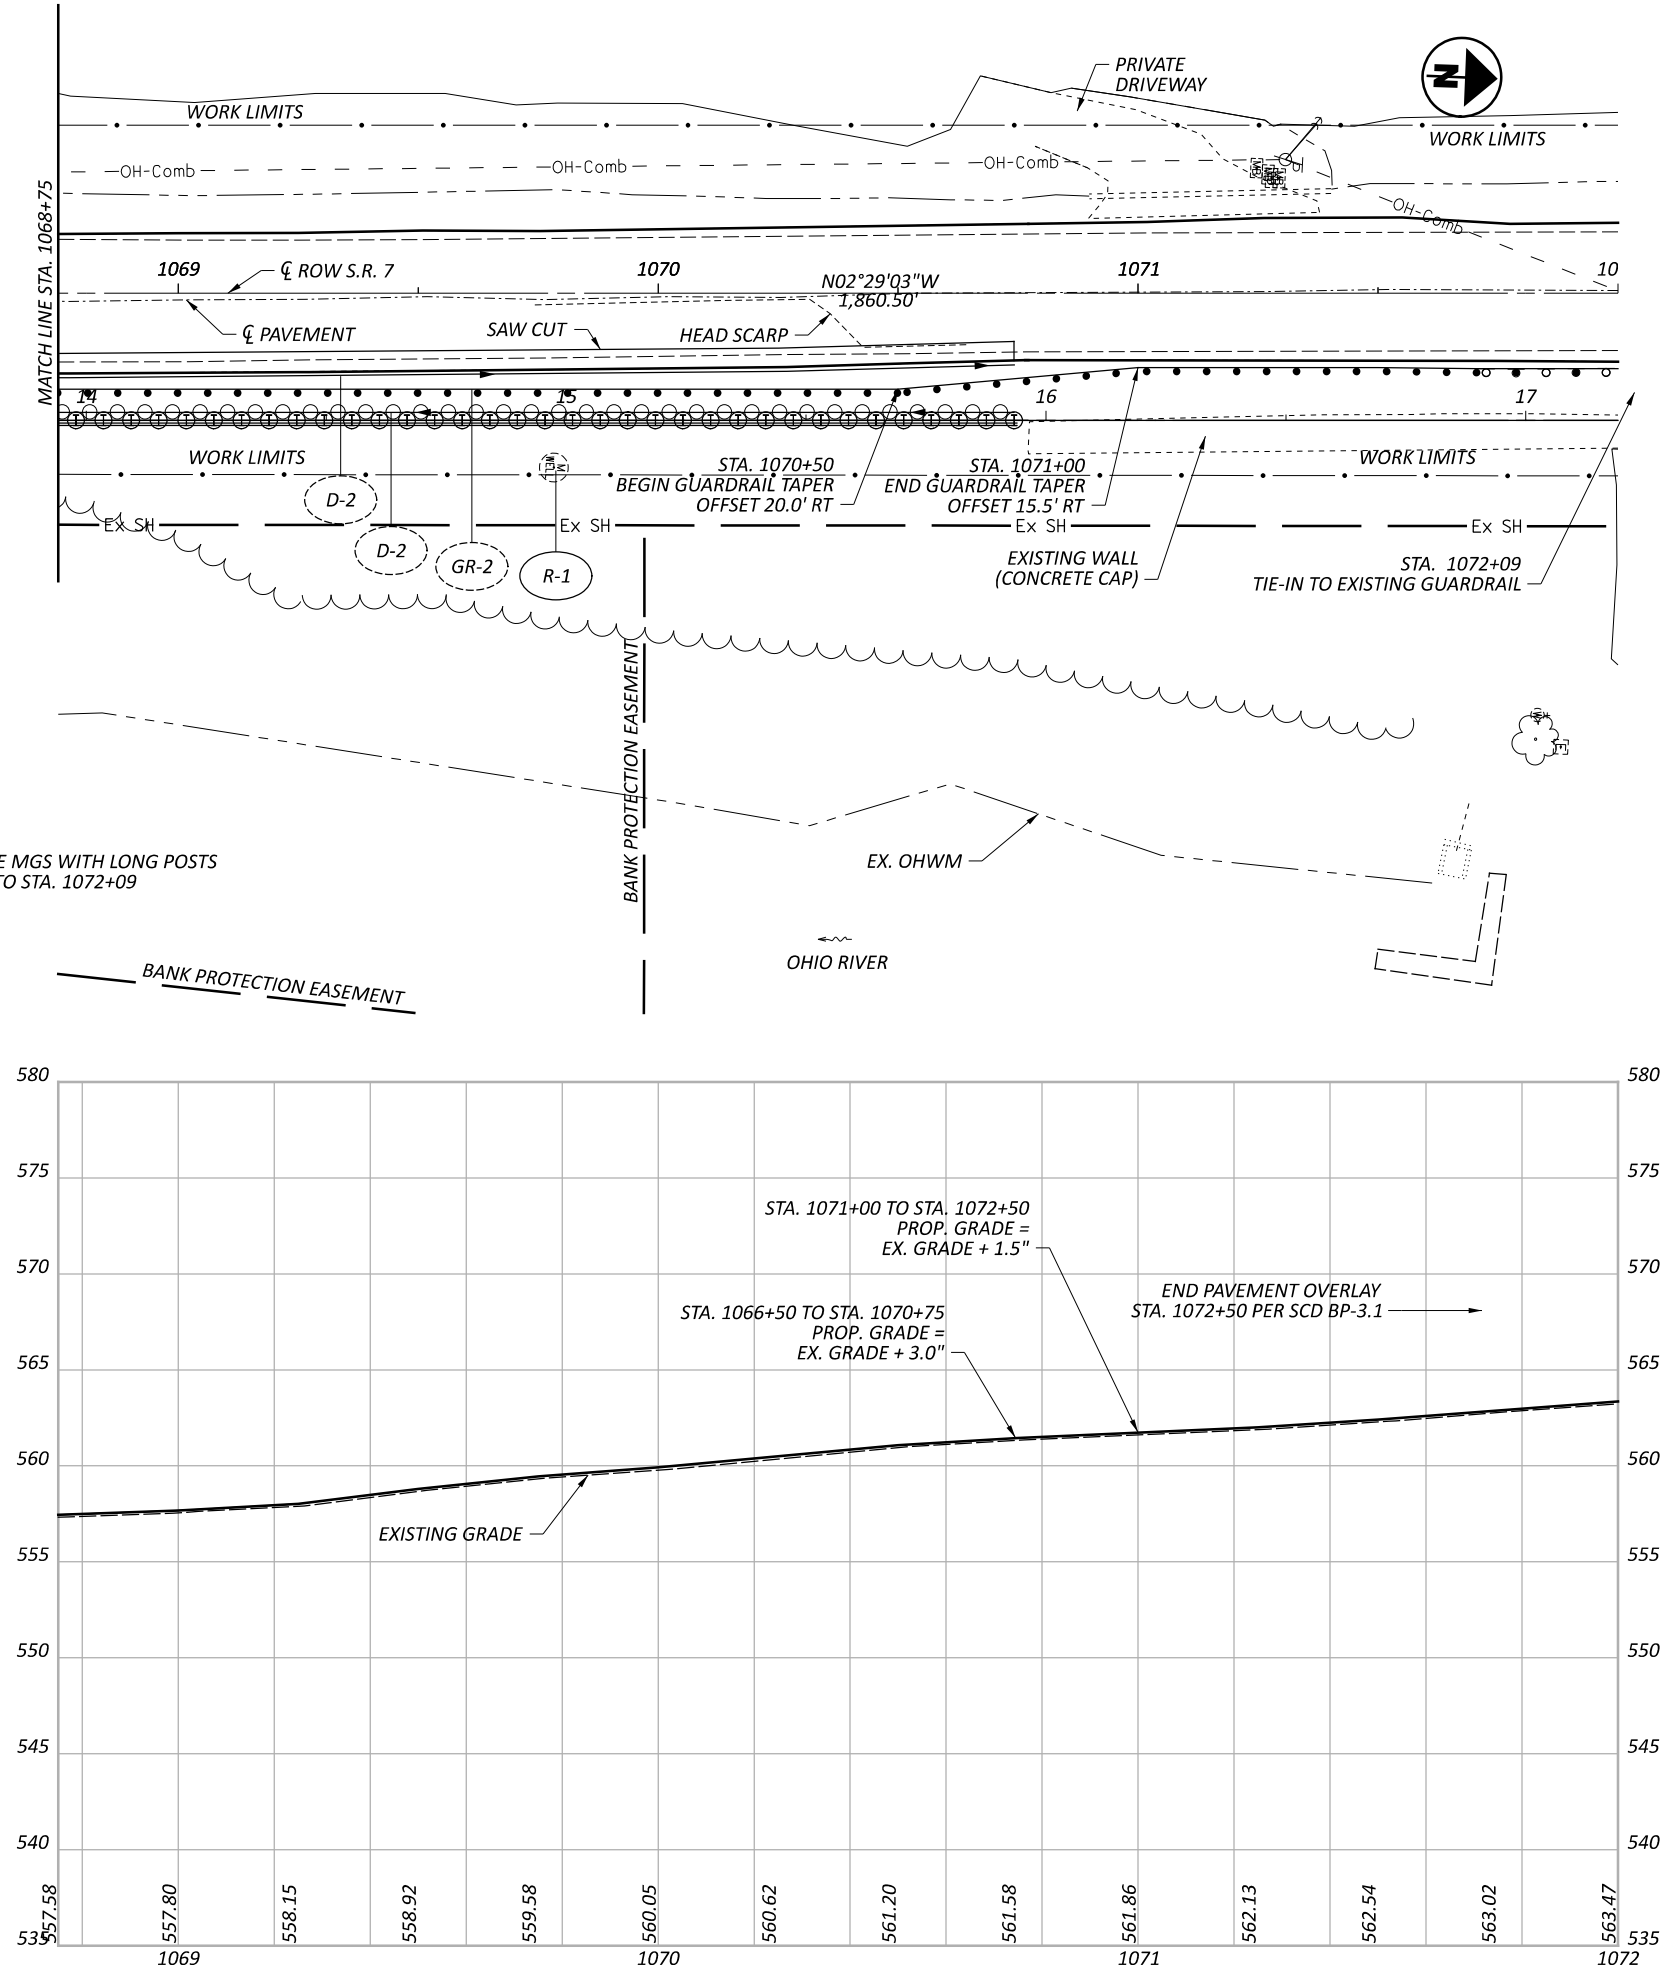 PRIVATE
DRIVEWAY
N
WORK LIMITS
WORK LIMITS
OH-Comb
OH-Comb
OH-Comb
OH-Comb
MATCH LINE STA. 1068+75
1069
1070
1071
10
℄ ROW S.R. 7
N02°29'03"W
1,860.50'
℄ PAVEMENT
SAW CUT
HEAD SCARP
14
15
16
17
WORK LIMITS
WORK LIMITS
STA. 1070+50
BEGIN GUARDRAIL TAPER
OFFSET 20.0' RT
STA. 1071+00
END GUARDRAIL TAPER
OFFSET 15.5' RT
D-2
D-2
GR-2
R-1
Ex SH
Ex SH
Ex SH
Ex SH
EXISTING WALL
(CONCRETE CAP)
STA. 1072+09
TIE-IN TO EXISTING GUARDRAIL
BANK PROTECTION EASEMENT
E MGS WITH LONG POSTS
TO STA. 1072+09
EX. OHWM
OHIO RIVER
BANK PROTECTION EASEMENT
580 580
575 575
STA. 1071+00 TO STA. 1072+50
PROP. GRADE =
EX. GRADE + 1.5"
570 570
END PAVEMENT OVERLAY
STA. 1072+50 PER SCD BP-3.1
STA. 1066+50 TO STA. 1070+75
PROP. GRADE =
EX. GRADE + 3.0"
565 565
560 560
EXISTING GRADE
555 555
550 550
545 545
540 540
557.58 557.80 558.15 558.92 559.58 560.05 560.62 561.20 561.58 561.86 562.13 562.54 563.02 563.47
535 535
1069 1070 1071 1072